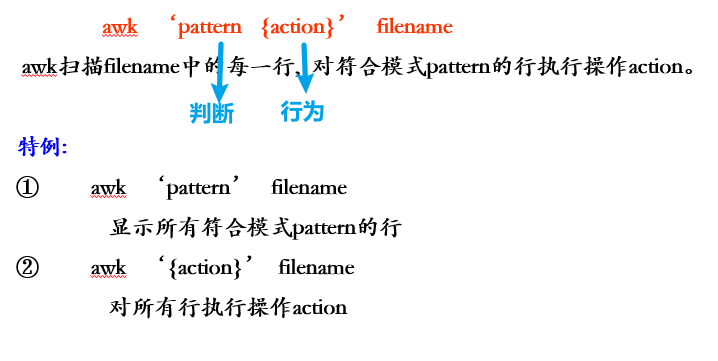 awk ‘pattern {action}’ filename
awk扫描filename中的每一行, 对符合模式pattern的行执行操作action。
判断 行为
特例:
① awk ‘pattern’ filename
显示所有符合模式pattern的行
② awk ‘{action}’ filename
对所有行执行操作action